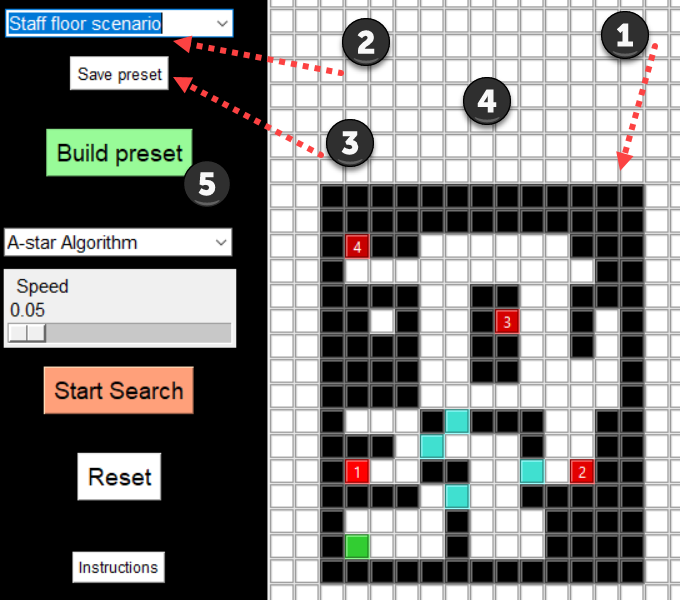 Staff floor scenario
Save preset
Build preset
A-star Algorithm
Speed
0.05
Start Search
Reset
Instructions
1
2
3
4
5
4
3
1
2